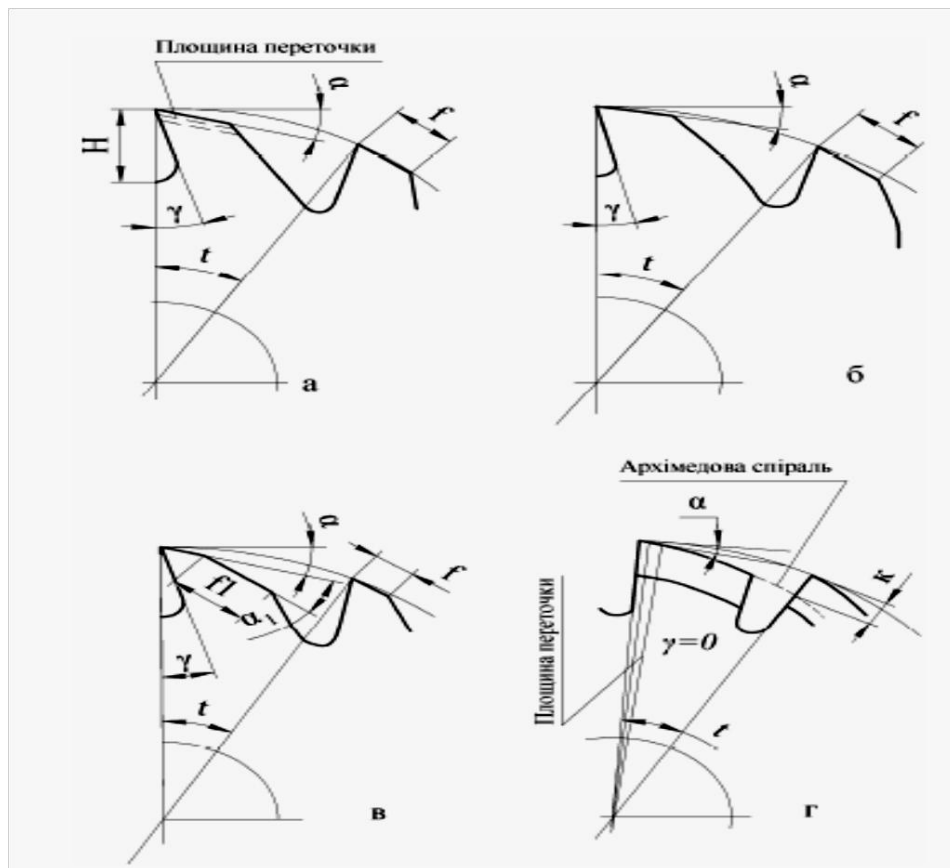 Площина переточки
α
f
H
γ
t
а
α
f
γ
t
б
α
f
f1
α1
γ
t
в
Архімедова спіраль
α
к
Площина переточки
γ=0
t
г